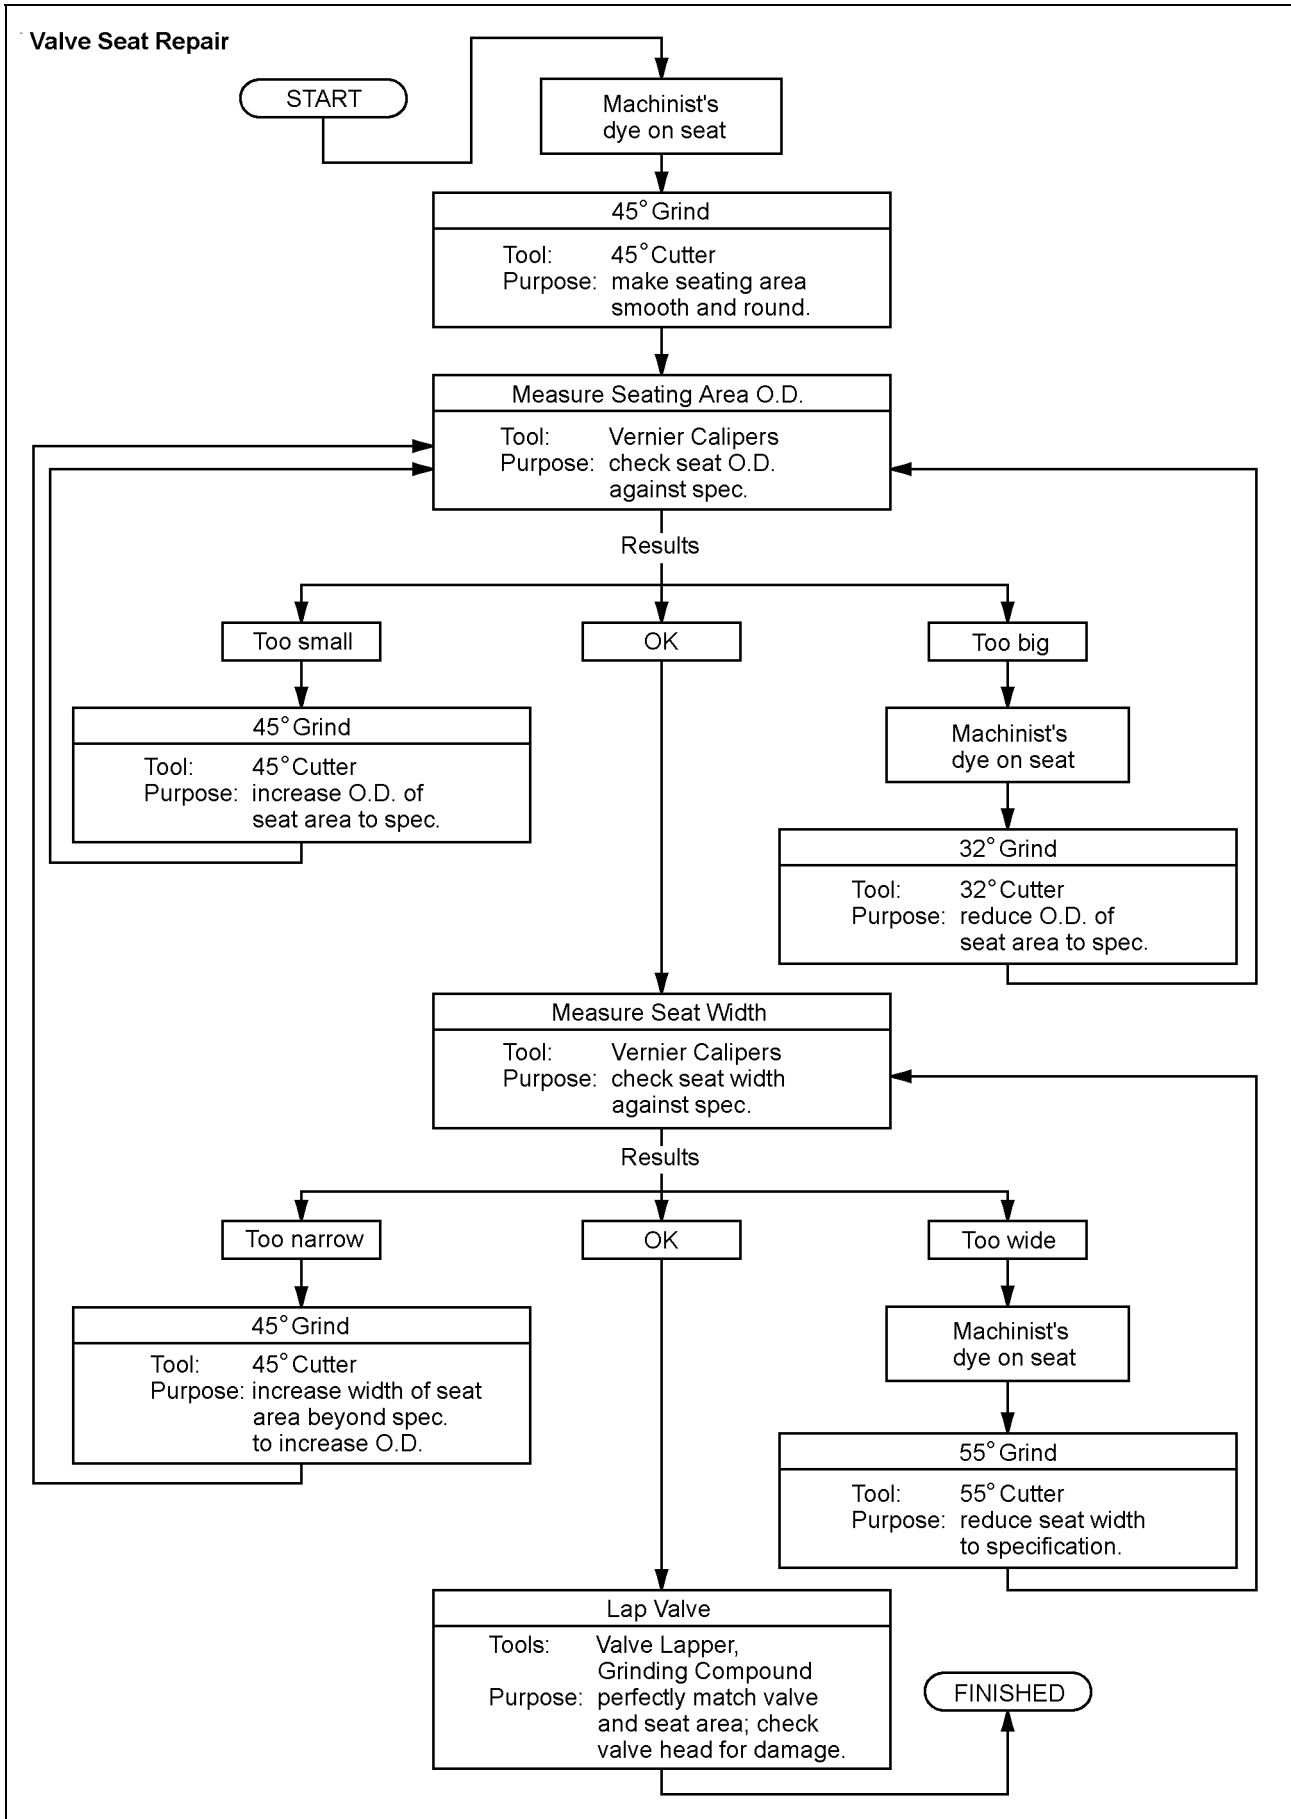 Valve Seat Repair
START
Machinist's
dye on seat
45° Grind
Tool: 45° Cutter
Purpose: make seating area
smooth and round.
Measure Seating Area O.D.
Tool: Vernier Calipers
Purpose: check seat O.D.
against spec.
Results
Too small
OK
Too big
45° Grind
Tool: 45° Cutter
Purpose: increase O.D. of
seat area to spec.
Machinist's
dye on seat
32° Grind
Tool: 32° Cutter
Purpose: reduce O.D. of
seat area to spec.
Measure Seat Width
Tool: Vernier Calipers
Purpose: check seat width
against spec.
Results
Too narrow
OK
Too wide
45° Grind
Tool: 45° Cutter
Purpose: increase width of seat
area beyond spec.
to increase O.D.
Machinist's
dye on seat
55° Grind
Tool: 55° Cutter
Purpose: reduce seat width
to specification.
Lap Valve
Tools: Valve Lapper,
Grinding Compound
Purpose: perfectly match valve
and seat area; check
valve head for damage.
FINISHED